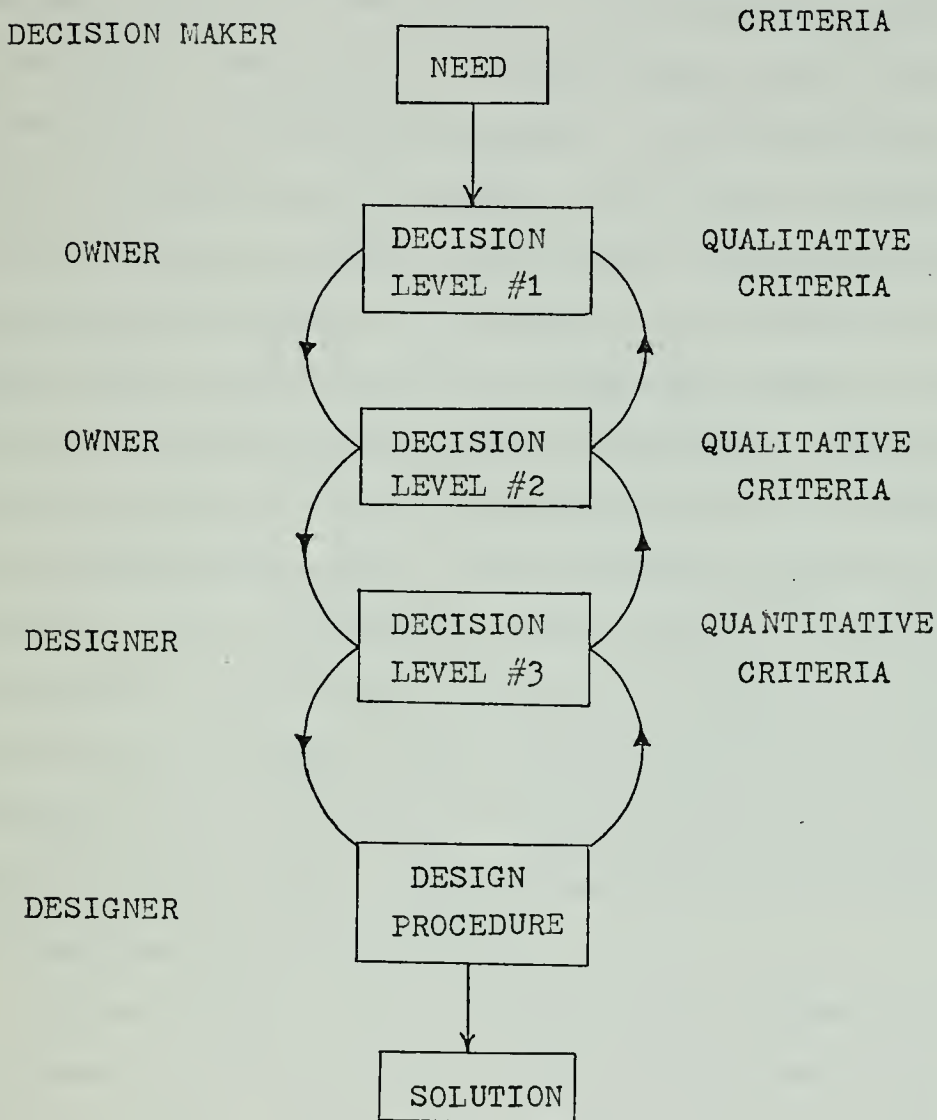 DECISION MAKER
CRITERIA
NEED
OWNER
DECISION
LEVEL #1
QUALITATIVE
CRITERIA
OWNER
DECISION
LEVEL #2
QUALITATIVE
CRITERIA
DESIGNER
DECISION
LEVEL #3
QUANTITATIVE
CRITERIA
DESIGNER
DESIGN
PROCEDURE
SOLUTION